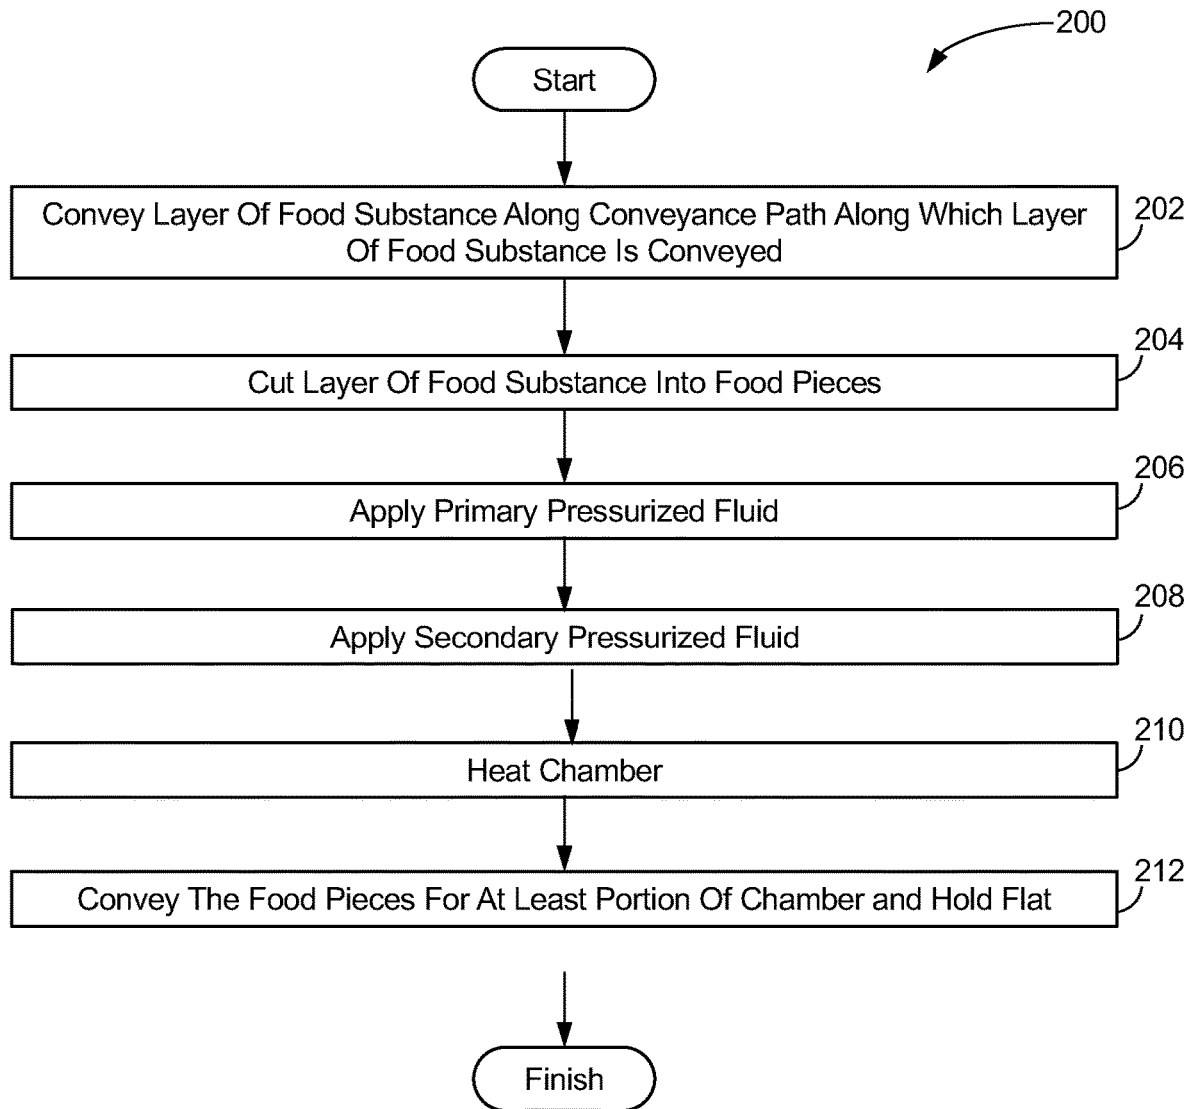 200
Start
Convey Layer Of Food Substance Along Conveyance Path Along Which Layer
Of Food Substance Is Conveyed
202
Cut Layer Of Food Substance Into Food Pieces
204
Apply Primary Pressurized Fluid
206
Apply Secondary Pressurized Fluid
208
Heat Chamber
210
Convey The Food Pieces For At Least Portion Of Chamber and Hold Flat
212
Finish